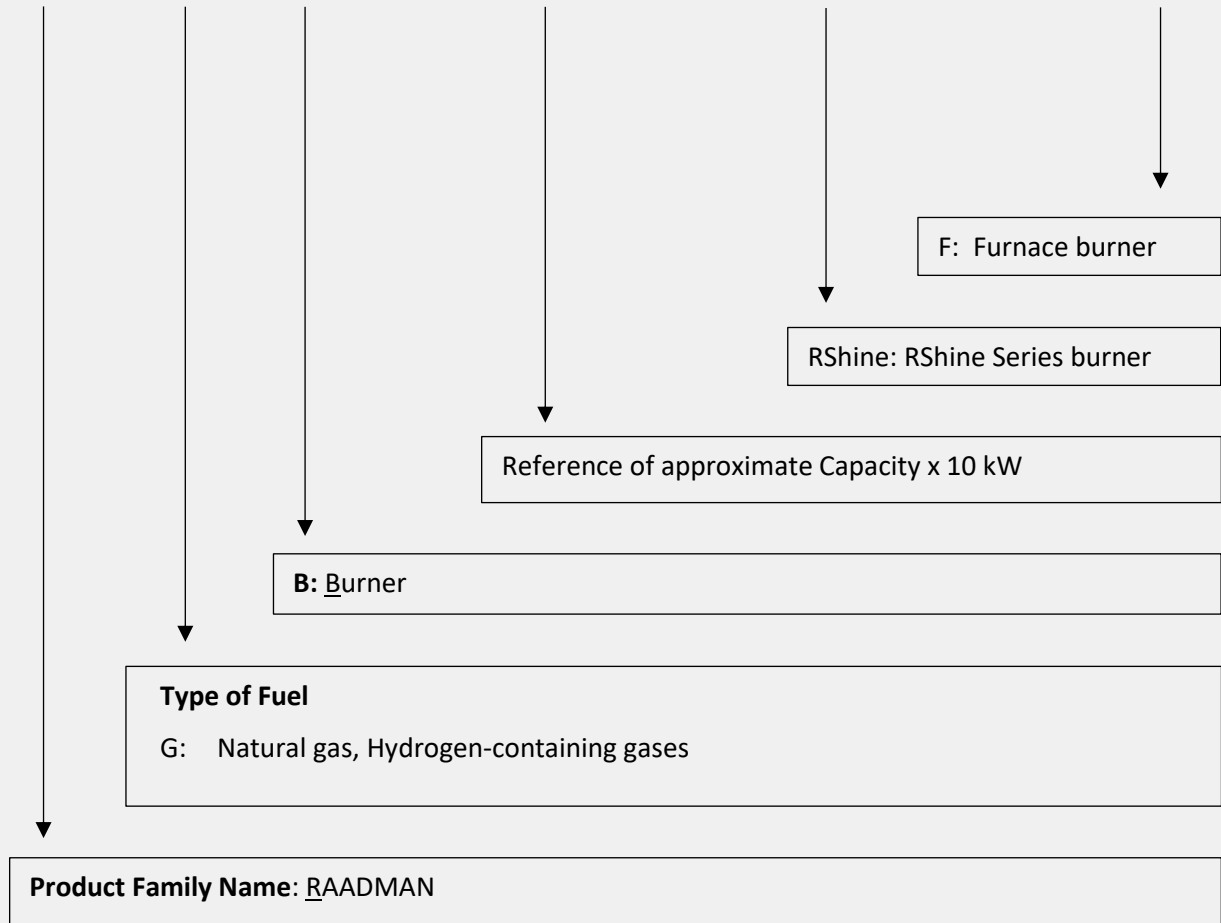 F: Furnace burner
RShine: RShine Series burner
Reference of approximate Capacity x 10 kW
B: Burner
Type of Fuel
G: Natural gas, Hydrogen-containing gases
Product Family Name: RAADMAN